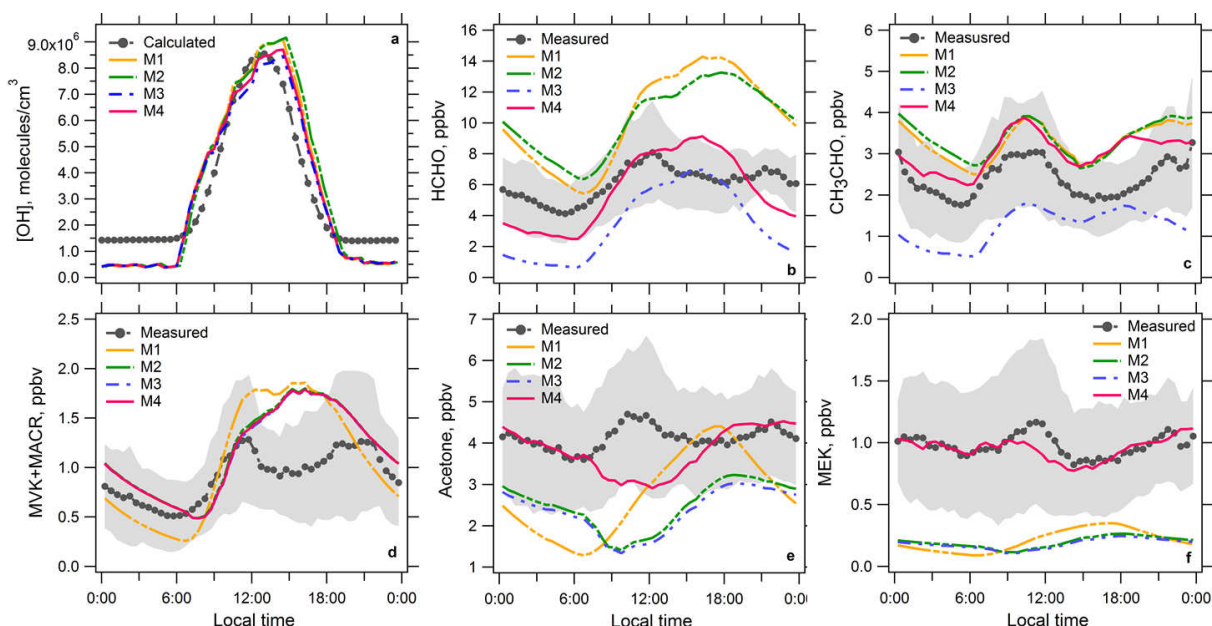 9.0x10⁶
8.0
7.0
6.0
5.0
4.0
3.0
2.0
1.0
0.0
[OH], molecules/cm³
Calculated
M1
M2
M3
M4
a
16
14
12
10
8
6
4
2
0
HCHO, ppbv
Measured
M1
M2
M3
M4
b
6
5
4
3
2
1
0
CH₃CHO, ppbv
Measusred
M1
M2
M3
M4
c
2.5
2.0
1.5
1.0
0.5
0.0
MVK+MACR, ppbv
Measured
M1
M2
M3
M4
d
0:00 6:00 12:00 18:00 0:00
Local time
7
6
5
4
3
2
1
Acetone, ppbv
Measured
M1
M2
M3
M4
e
0:00 6:00 12:00 18:00 0:00
Local time
2.0
1.5
1.0
0.5
0.0
MEK, ppbv
Measured
M1
M2
M3
M4
f
0:00 6:00 12:00 18:00 0:00
Local time